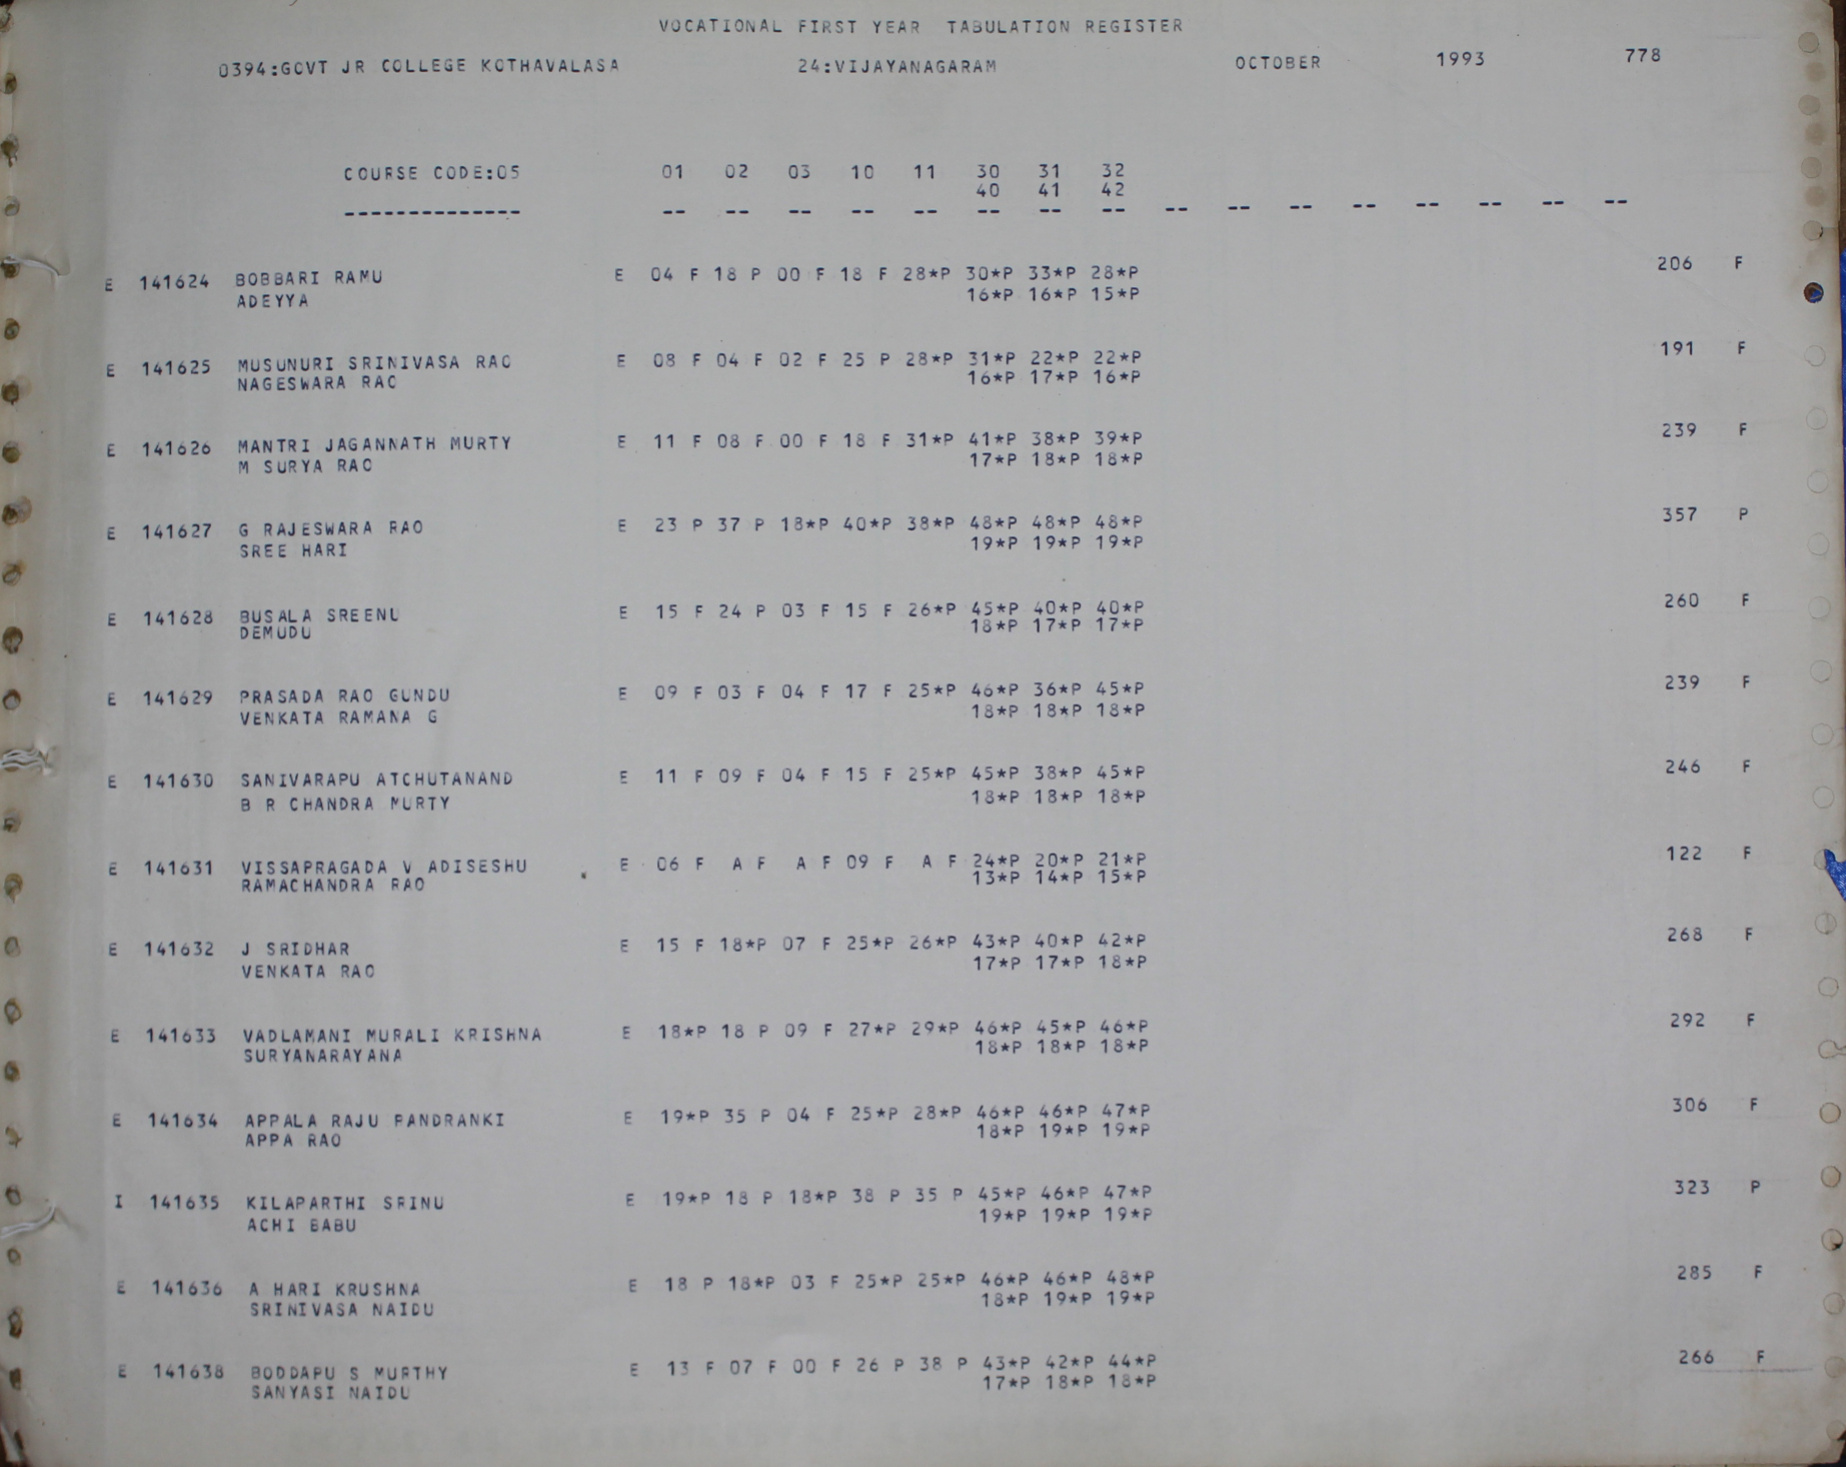 VOCATIONAL FIRST YEAR TABULATION REGISTER
0394:GOVT JR COLLEGE KOTHAVALASA 24:VIJAYANAGARAM OCTOBER 1993 778
COURSE CODE:05 01 02 03 10 11 30 31 32
40 41 42
-------------- -- -- -- -- -- -- -- -- -- -- -- -- -- -- -- --
E 141624 BOBBARI RAMU E 04 F 18 P 00 F 18 F 28*P 30*P 33*P 28*P 206 F
ADEYYA 16*P 16*P 15*P
E 141625 MUSUNURI SRINIVASA RAO E 08 F 04 F 02 F 25 P 28*P 31*P 22*P 22*P 191 F
NAGESWARA RAO 16*P 17*P 16*P
E 141626 MANTRI JAGANNATH MURTY E 11 F 08 F 00 F 18 F 31*P 41*P 38*P 39*P 239 F
M SURYA RAO 17*P 18*P 18*P
E 141627 G RAJESWARA RAO E 23 P 37 P 18*P 40*P 38*P 48*P 48*P 48*P 357 P
SREE HARI 19*P 19*P 19*P
E 141628 BUSALA SREENU E 15 F 24 P 03 F 15 F 26*P 45*P 40*P 40*P 260 F
DEMUDU 18*P 17*P 17*P
E 141629 PRASADA RAO GUNDU E 09 F 03 F 04 F 17 F 25*P 46*P 36*P 45*P 239 F
VENKATA RAMANA G 18*P 18*P 18*P
E 141630 SANIVARAPU ATCHUTANAND E 11 F 09 F 04 F 15 F 25*P 45*P 38*P 45*P 246 F
B R CHANDRA MURTY 18*P 18*P 18*P
E 141631 VISSAPRAGADA V ADISESHU E 06 F A F A F 09 F A F 24*P 20*P 21*P 122 F
RAMACHANDRA RAO 13*P 14*P 15*P
E 141632 J SRIDHAR E 15 F 18*P 07 F 25*P 26*P 43*P 40*P 42*P 268 F
VENKATA RAO 17*P 17*P 18*P
E 141633 VADLAMANI MURALI KRISHNA E 18*P 18 P 09 F 27*P 29*P 46*P 45*P 46*P 292 F
SURYANARAYANA 18*P 18*P 18*P
E 141634 APPALA RAJU PANDRANKI E 19*P 35 P 04 F 25*P 28*P 46*P 46*P 47*P 306 F
APPA RAO 18*P 19*P 19*P
I 141635 KILAPARTHI SRINU E 19*P 18 P 18*P 38 P 35 P 45*P 46*P 47*P 323 P
ACHI BABU 19*P 19*P 19*P
E 141636 A HARI KRUSHNA E 18 P 18*P 03 F 25*P 25*P 46*P 46*P 48*P 285 F
SRINIVASA NAIDU 18*P 19*P 19*P
E 141638 BODDAPU S MURTHY E 13 F 07 F 00 F 26 P 38 P 43*P 42*P 44*P 266 F
SANYASI NAIDU 17*P 18*P 18*P